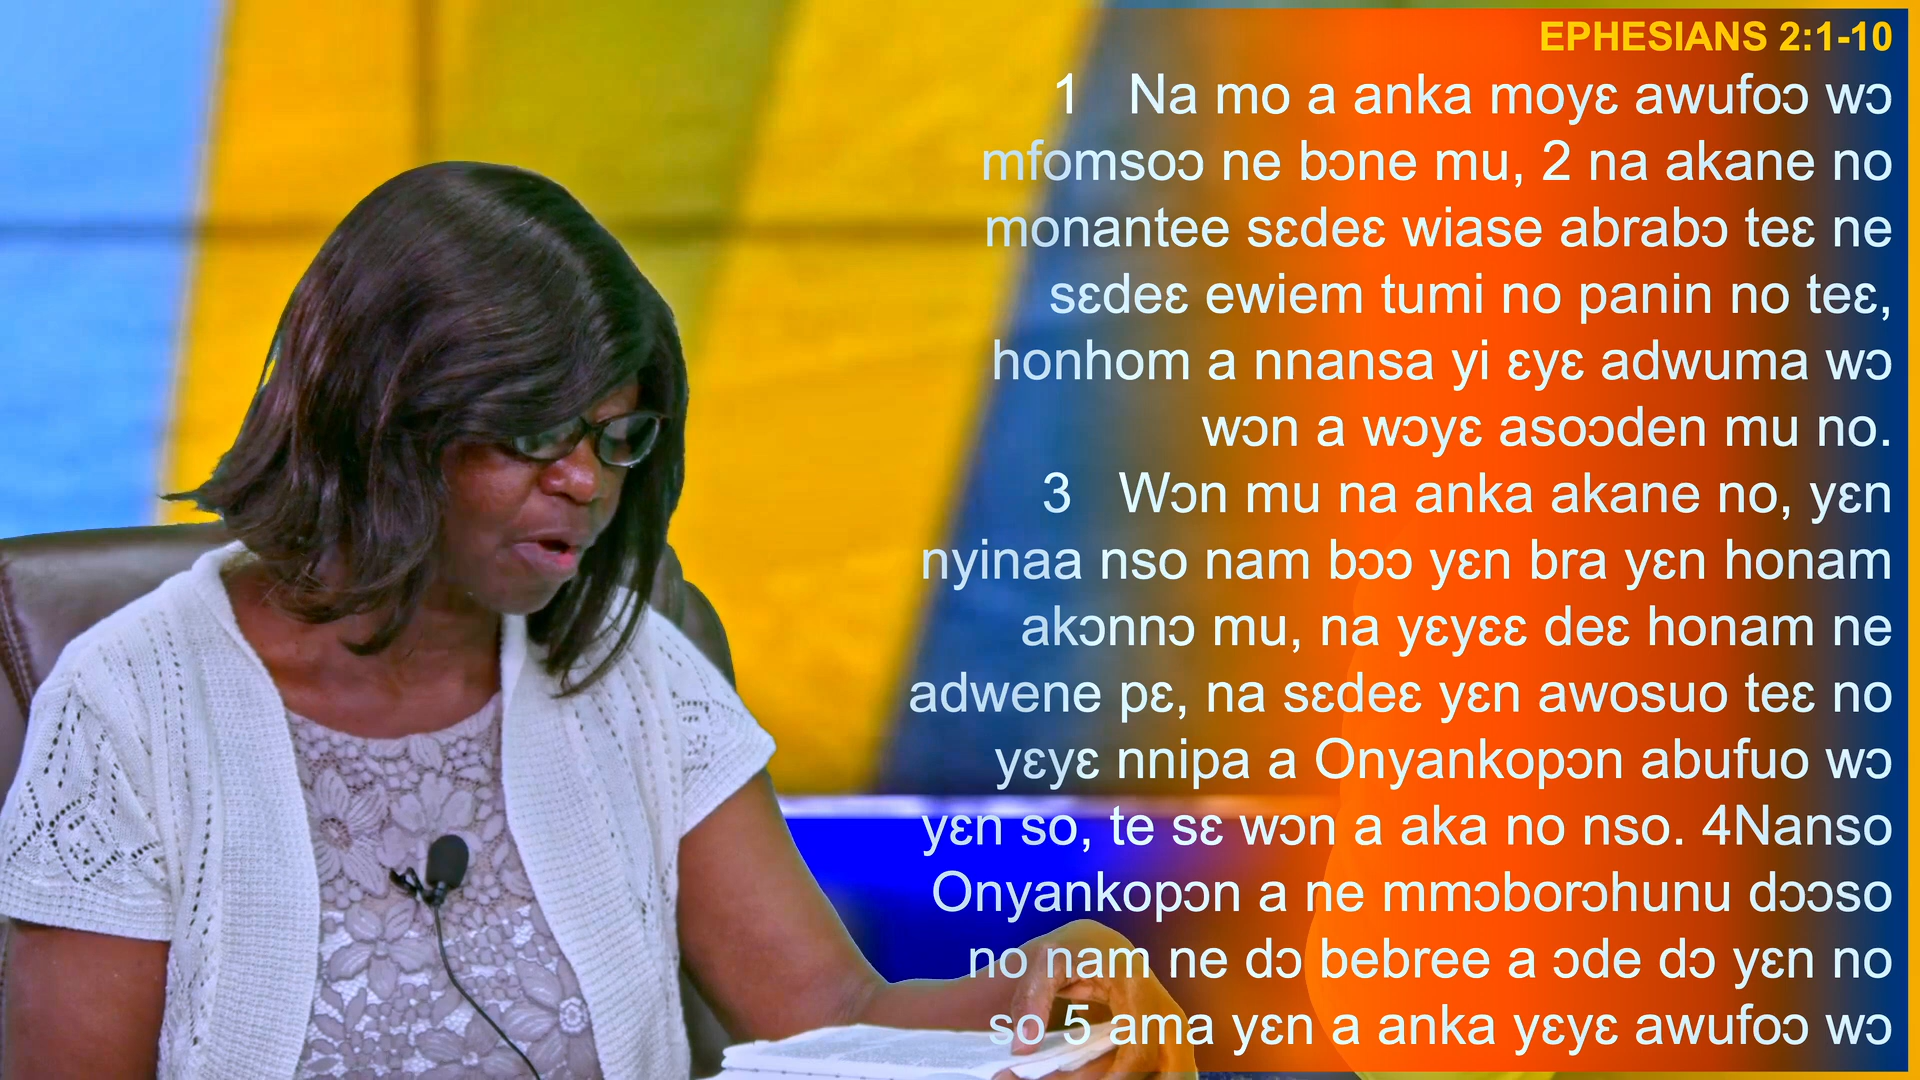 EPHESIANS 2:1-10
1 Na mo a anka moyɛ awufoɔ wɔ
mfomsoɔ ne bɔne mu, 2 na akane no
monantee sɛdeɛ wiase abrabɔ teɛ ne
sɛdeɛ ewiem tumi no panin no teɛ,
honhom a nnansa yi ɛyɛ adwuma wɔ
wɔn a wɔyɛ asoɔden mu no.
3 Wɔn mu na anka akane no, yɛn
nyinaa nso nam bɔɔ yɛn bra yɛn honam
akɔnnɔ mu, na yɛyɛɛ deɛ honam ne
adwene pɛ, na sɛdeɛ yɛn awosuo teɛ no
yɛyɛ nnipa a Onyankopɔn abufuo wɔ
yɛn so, te sɛ wɔn a aka no nso. 4Nanso
Onyankopɔn a ne mmɔborɔhunu dɔɔso
no nam ne dɔ bebree a ɔde dɔ yɛn no
so 5 ama yɛn a anka yɛyɛ awufoɔ wɔ